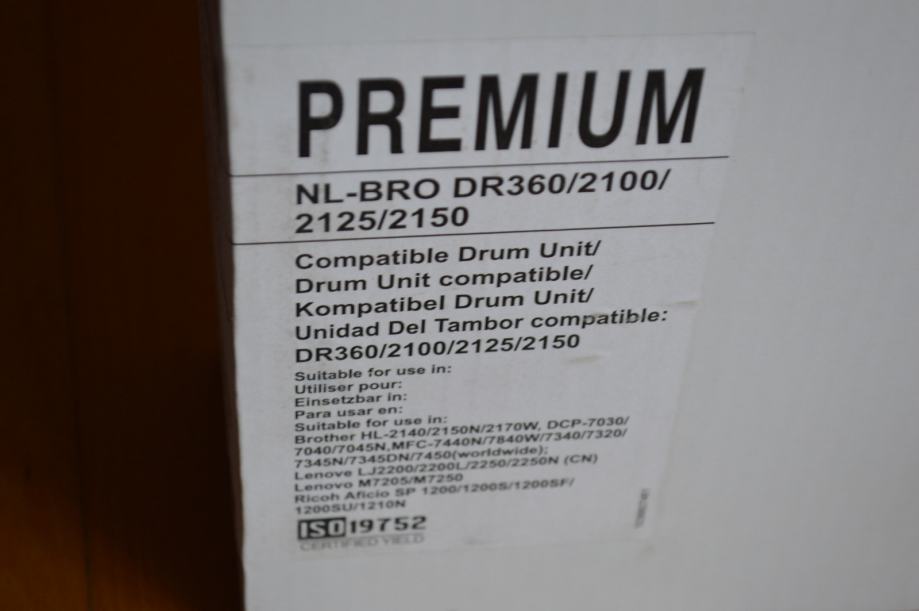 PREMIUM
NL-BRO DR360/2100/
2125/2150
Compatible Drum Unit/
Drum Unit compatible/
Kompatibel Drum Unit/
Unidad Del Tambor compatible:
DR360/2100/2125/2150
Suitable for use in:
Utiliser pour:
Einsetzbar in:
Para usar en:
Suitable for use in:
Brother HL-2140/2150N/2170W, DCP-7030/
7040/7045N,MFC-7440N/7840W/7340/7320/
7345N/7345DN/7450(worldwide);
Lenove LJ2200/2200L/2250/2250N (CN)
Lenovo M7205/M7250
Ricoh Aficio SP 1200/1200S/1200SF/
1200SU/1210N
ISO 19752
CERTIFIED YIELD